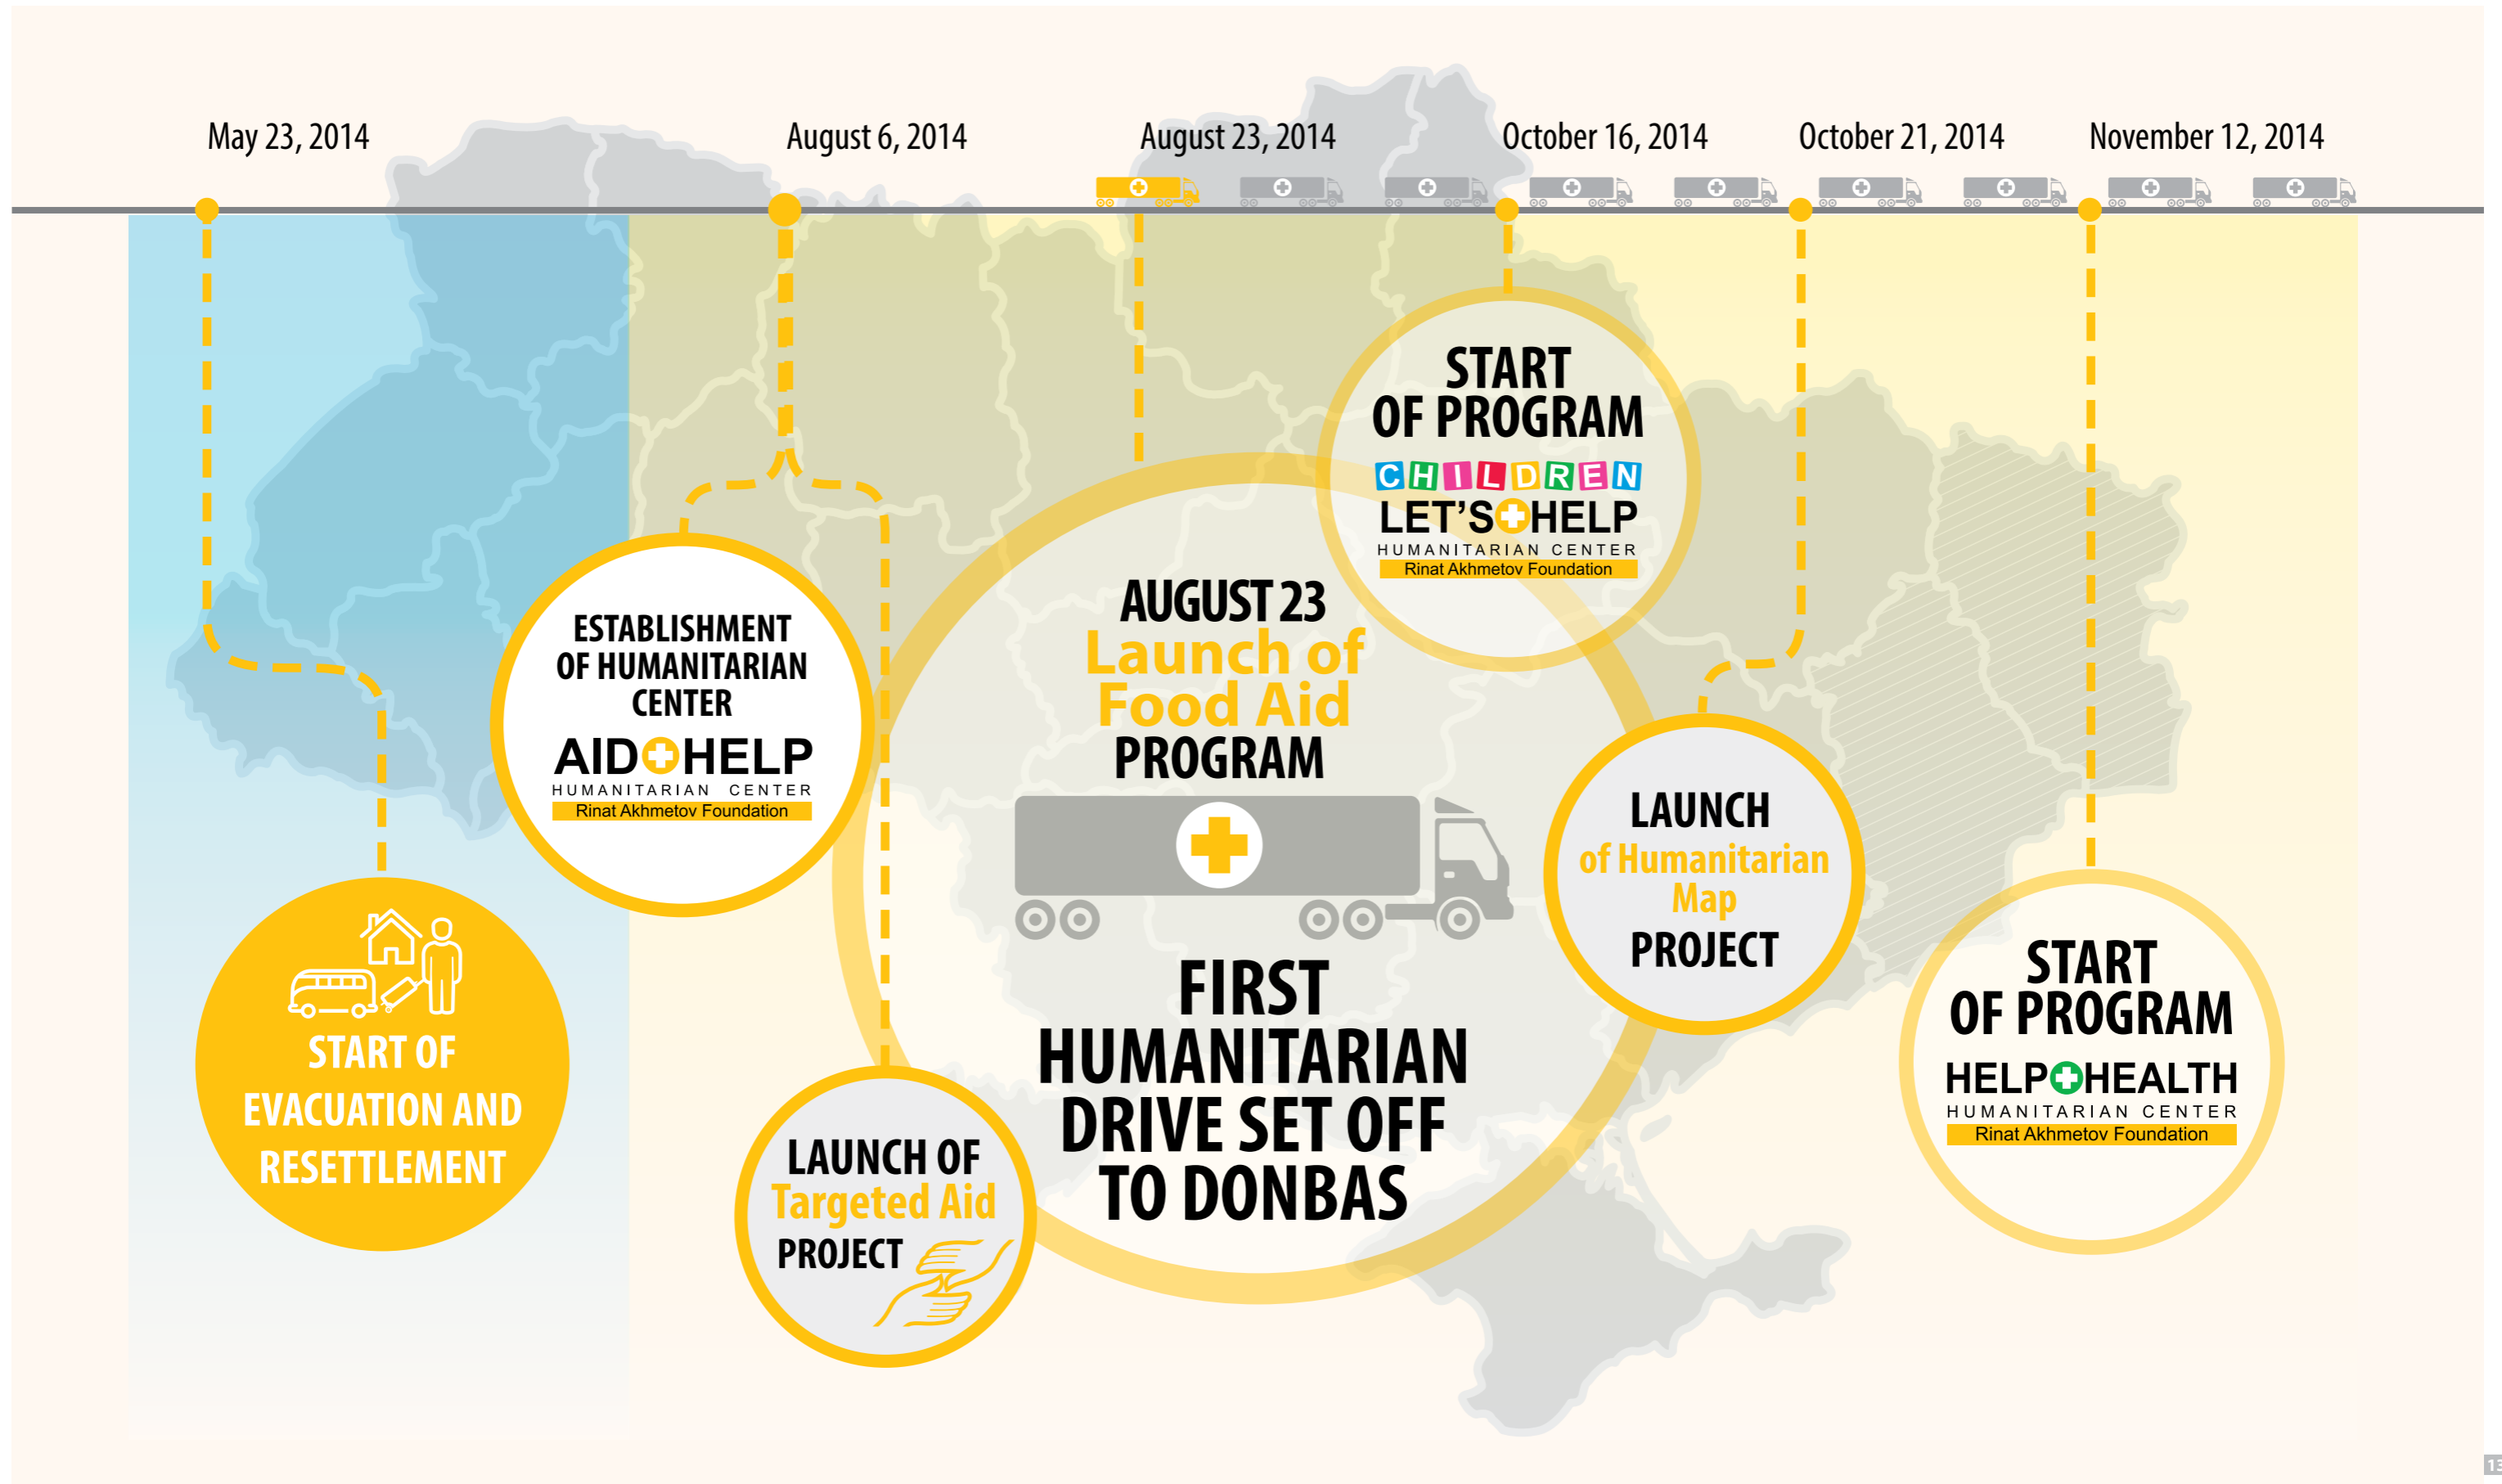 May 23, 2014
August 6, 2014
August 23, 2014
October 16, 2014
October 21, 2014
November 12, 2014
START OF
EVACUATION AND
RESETTLEMENT
ESTABLISHMENT
OF HUMANITARIAN
CENTER
AID HELP
HUMANITARIAN CENTER
Rinat Akhmetov Foundation
LAUNCH OF
Targeted Aid
PROJECT
AUGUST 23
Launch of
Food Aid
PROGRAM
FIRST
HUMANITARIAN
DRIVE SET OFF
TO DONBAS
START
OF PROGRAM
CHILDREN
LET'S HELP
HUMANITARIAN CENTER
Rinat Akhmetov Foundation
LAUNCH
of Humanitarian
Map
PROJECT
START
OF PROGRAM
HELP HEALTH
HUMANITARIAN CENTER
Rinat Akhmetov Foundation